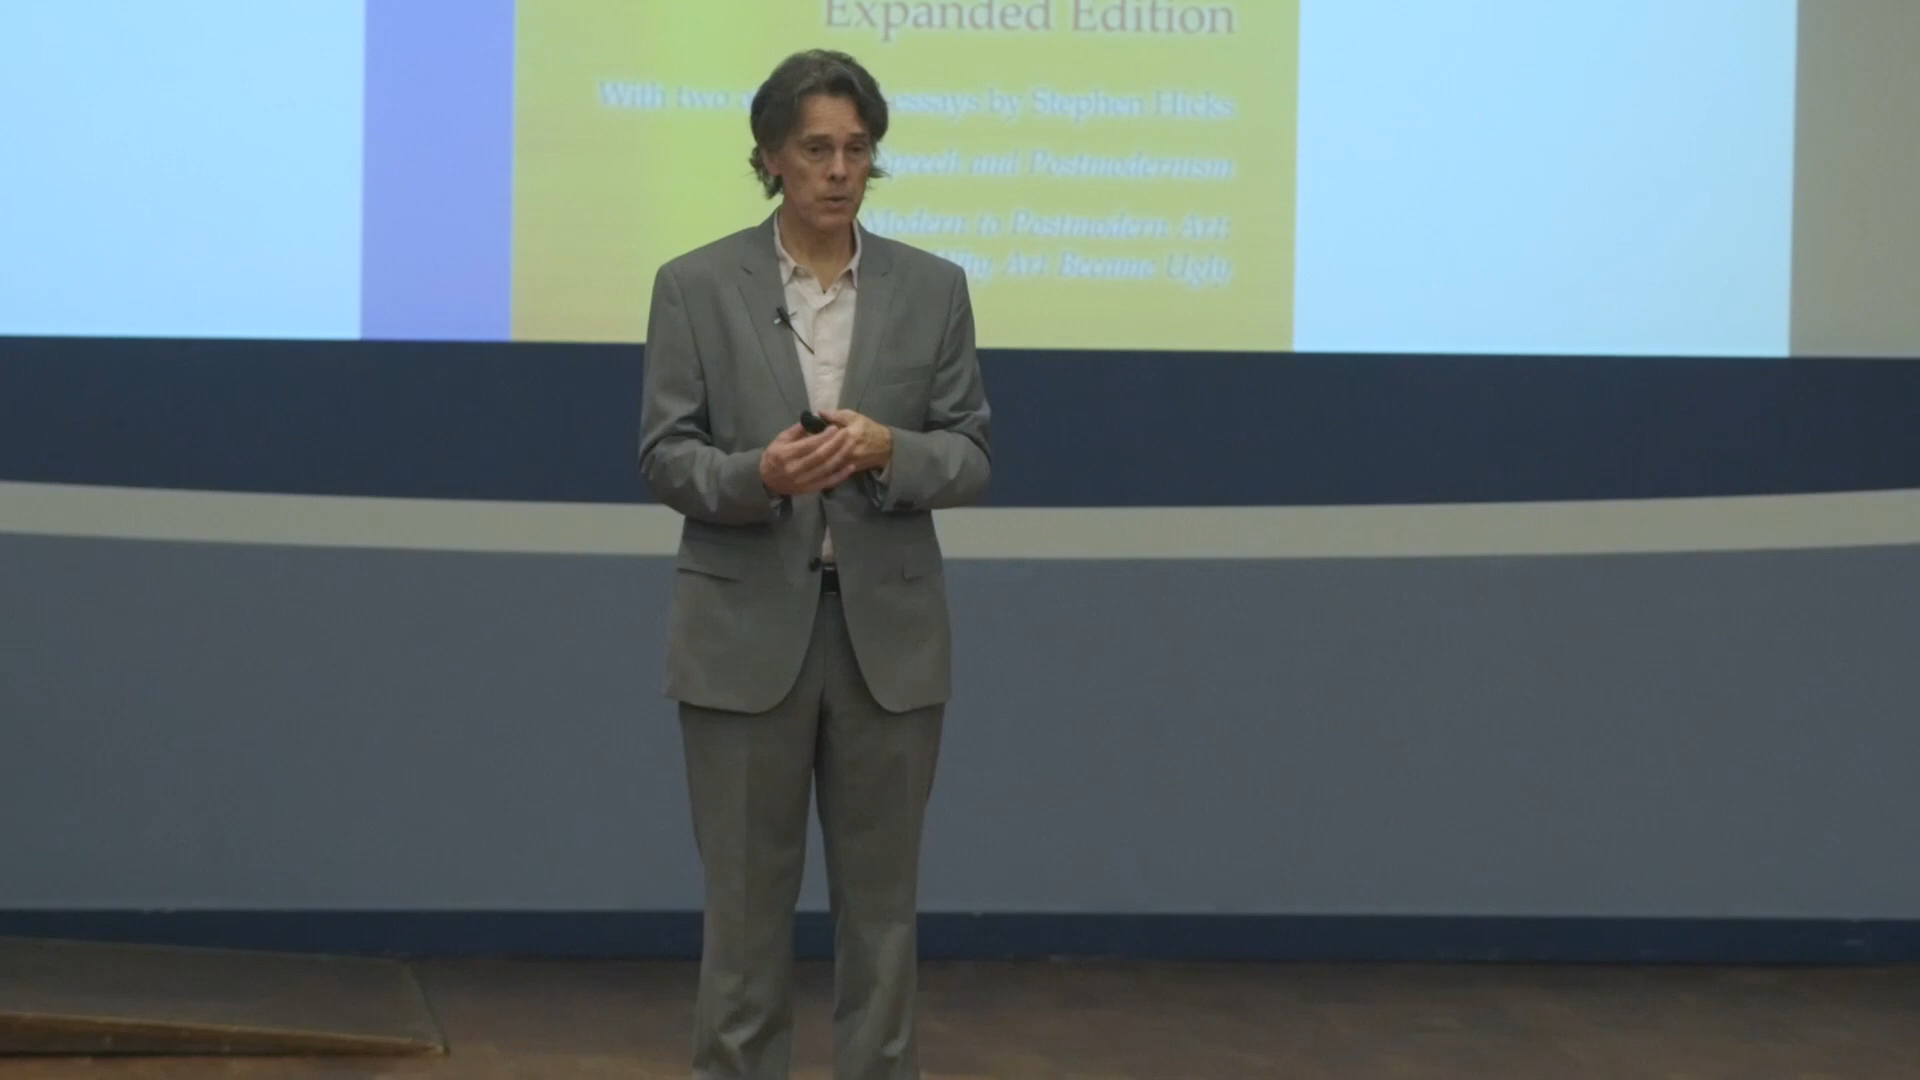 Expanded Edition
With two essays by Stephen Hicks
Speech and Postmodernism
Modern to Postmodern Art:
Why Art Became Ugly